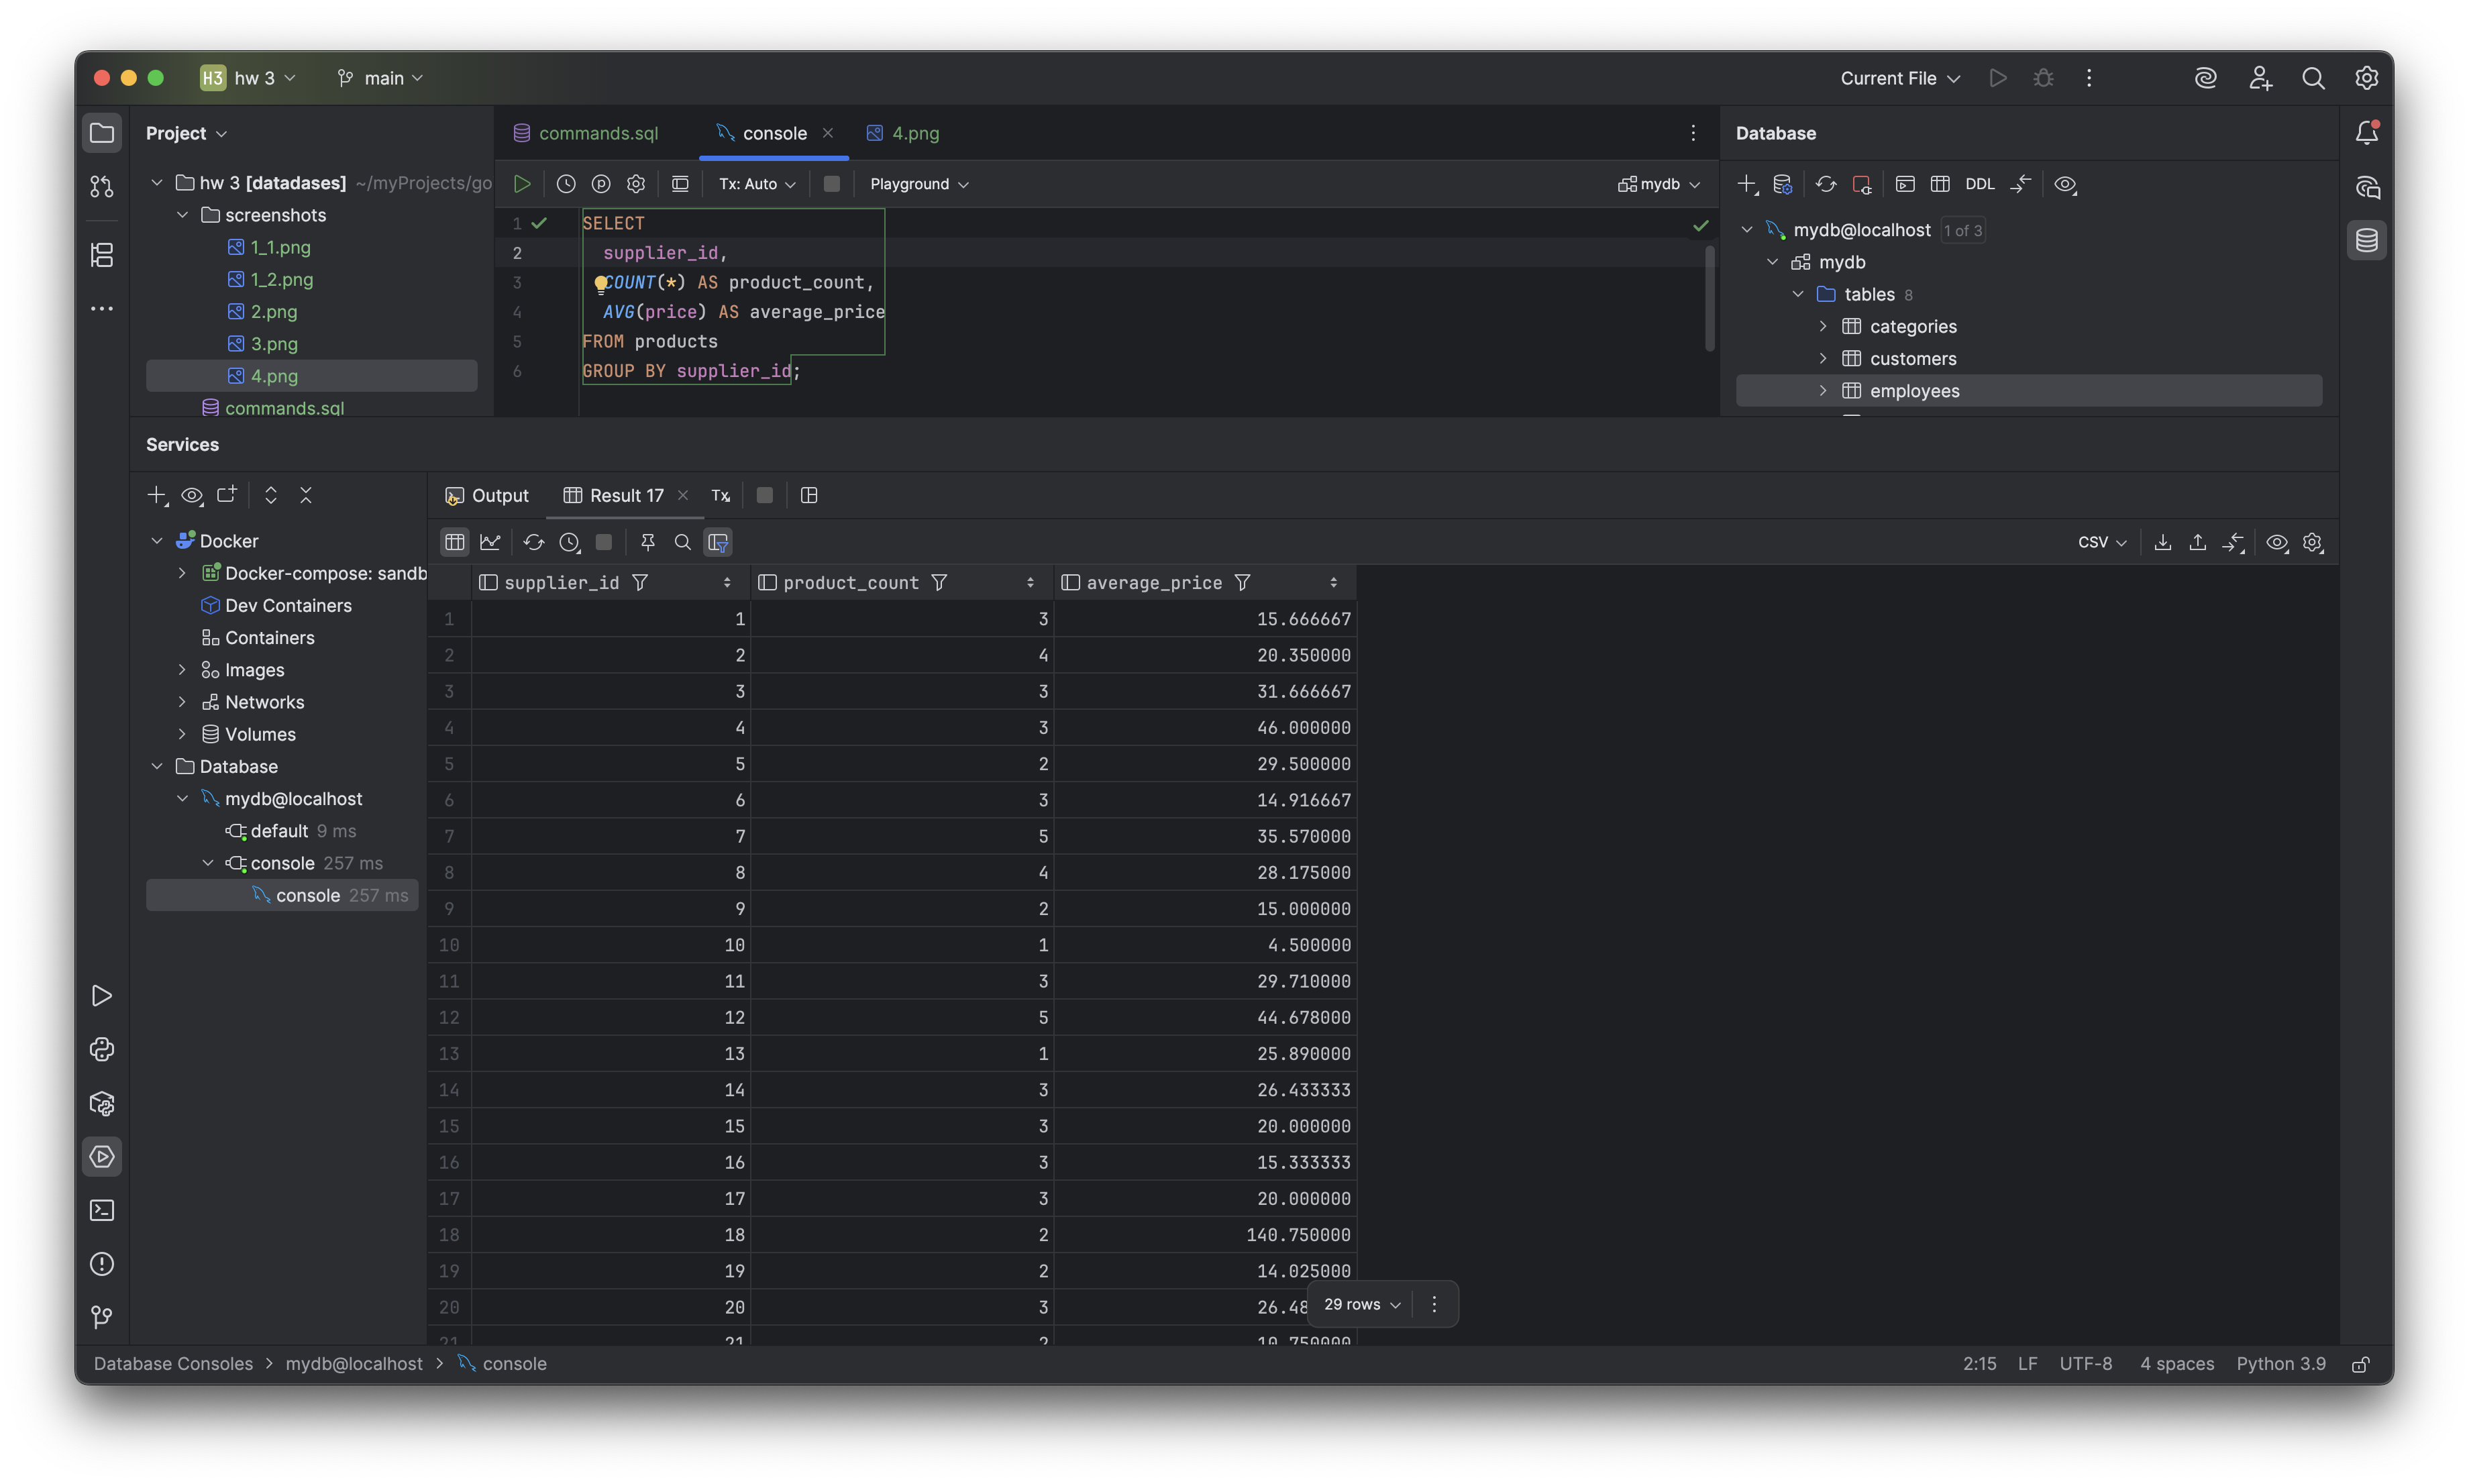 H3 hw 3 main Current File
Project
hw 3 [datadases] ~/myProjects/go
screenshots
1_1.png
1_2.png
2.png
3.png
4.png
commands.sql
commands.sql console 4.png
Tx: Auto Playground mydb
1 SELECT
2 supplier_id,
3 COUNT(*) AS product_count,
4 AVG(price) AS average_price
5 FROM products
6 GROUP BY supplier_id;
Database
DDL
mydb@localhost 1 of 3
mydb
tables 8
categories
customers
employees
Services
Docker
Docker-compose: sandb
Dev Containers
Containers
Images
Networks
Volumes
Database
mydb@localhost
default 9 ms
console 257 ms
console 257 ms
Output Result 17 Tx
CSV
supplier_id product_count average_price
1 1 3 15.666667
2 2 4 20.350000
3 3 3 31.666667
4 4 3 46.000000
5 5 2 29.500000
6 6 3 14.916667
7 7 5 35.570000
8 8 4 28.175000
9 9 2 15.000000
10 10 1 4.500000
11 11 3 29.710000
12 12 5 44.678000
13 13 1 25.890000
14 14 3 26.433333
15 15 3 20.000000
16 16 3 15.333333
17 17 3 20.000000
18 18 2 140.750000
19 19 2 14.025000
20 20 3 26.48
21 21 2 10.750000
29 rows
Database Consoles > mydb@localhost > console 2:15 LF UTF-8 4 spaces Python 3.9